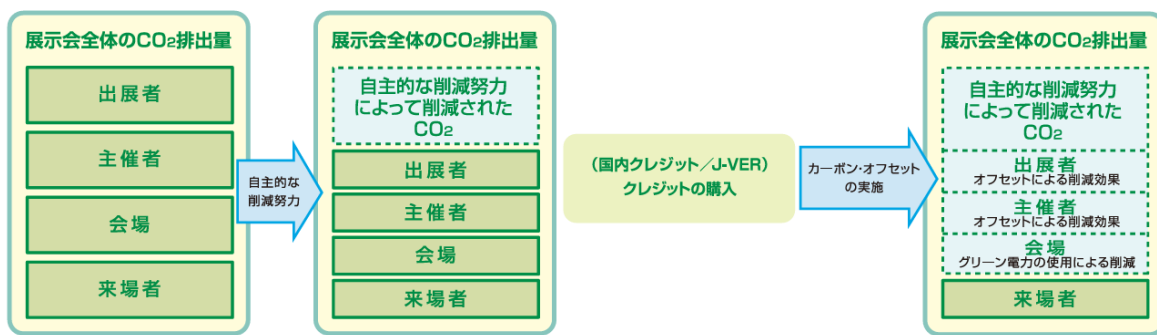 展示会全体のCO₂排出量
出展者
主催者
会場
来場者
自主的な
削減努力
展示会全体のCO₂排出量
自主的な削減努力
によって削減された
CO₂
出展者
主催者
会場
来場者
（国内クレジット／J-VER）
クレジットの購入
カーボン・オフセット
の実施
展示会全体のCO₂排出量
自主的な削減努力
によって削減された
CO₂
出展者
オフセットによる削減効果
主催者
オフセットによる削減効果
会場
グリーン電力の使用による削減
来場者